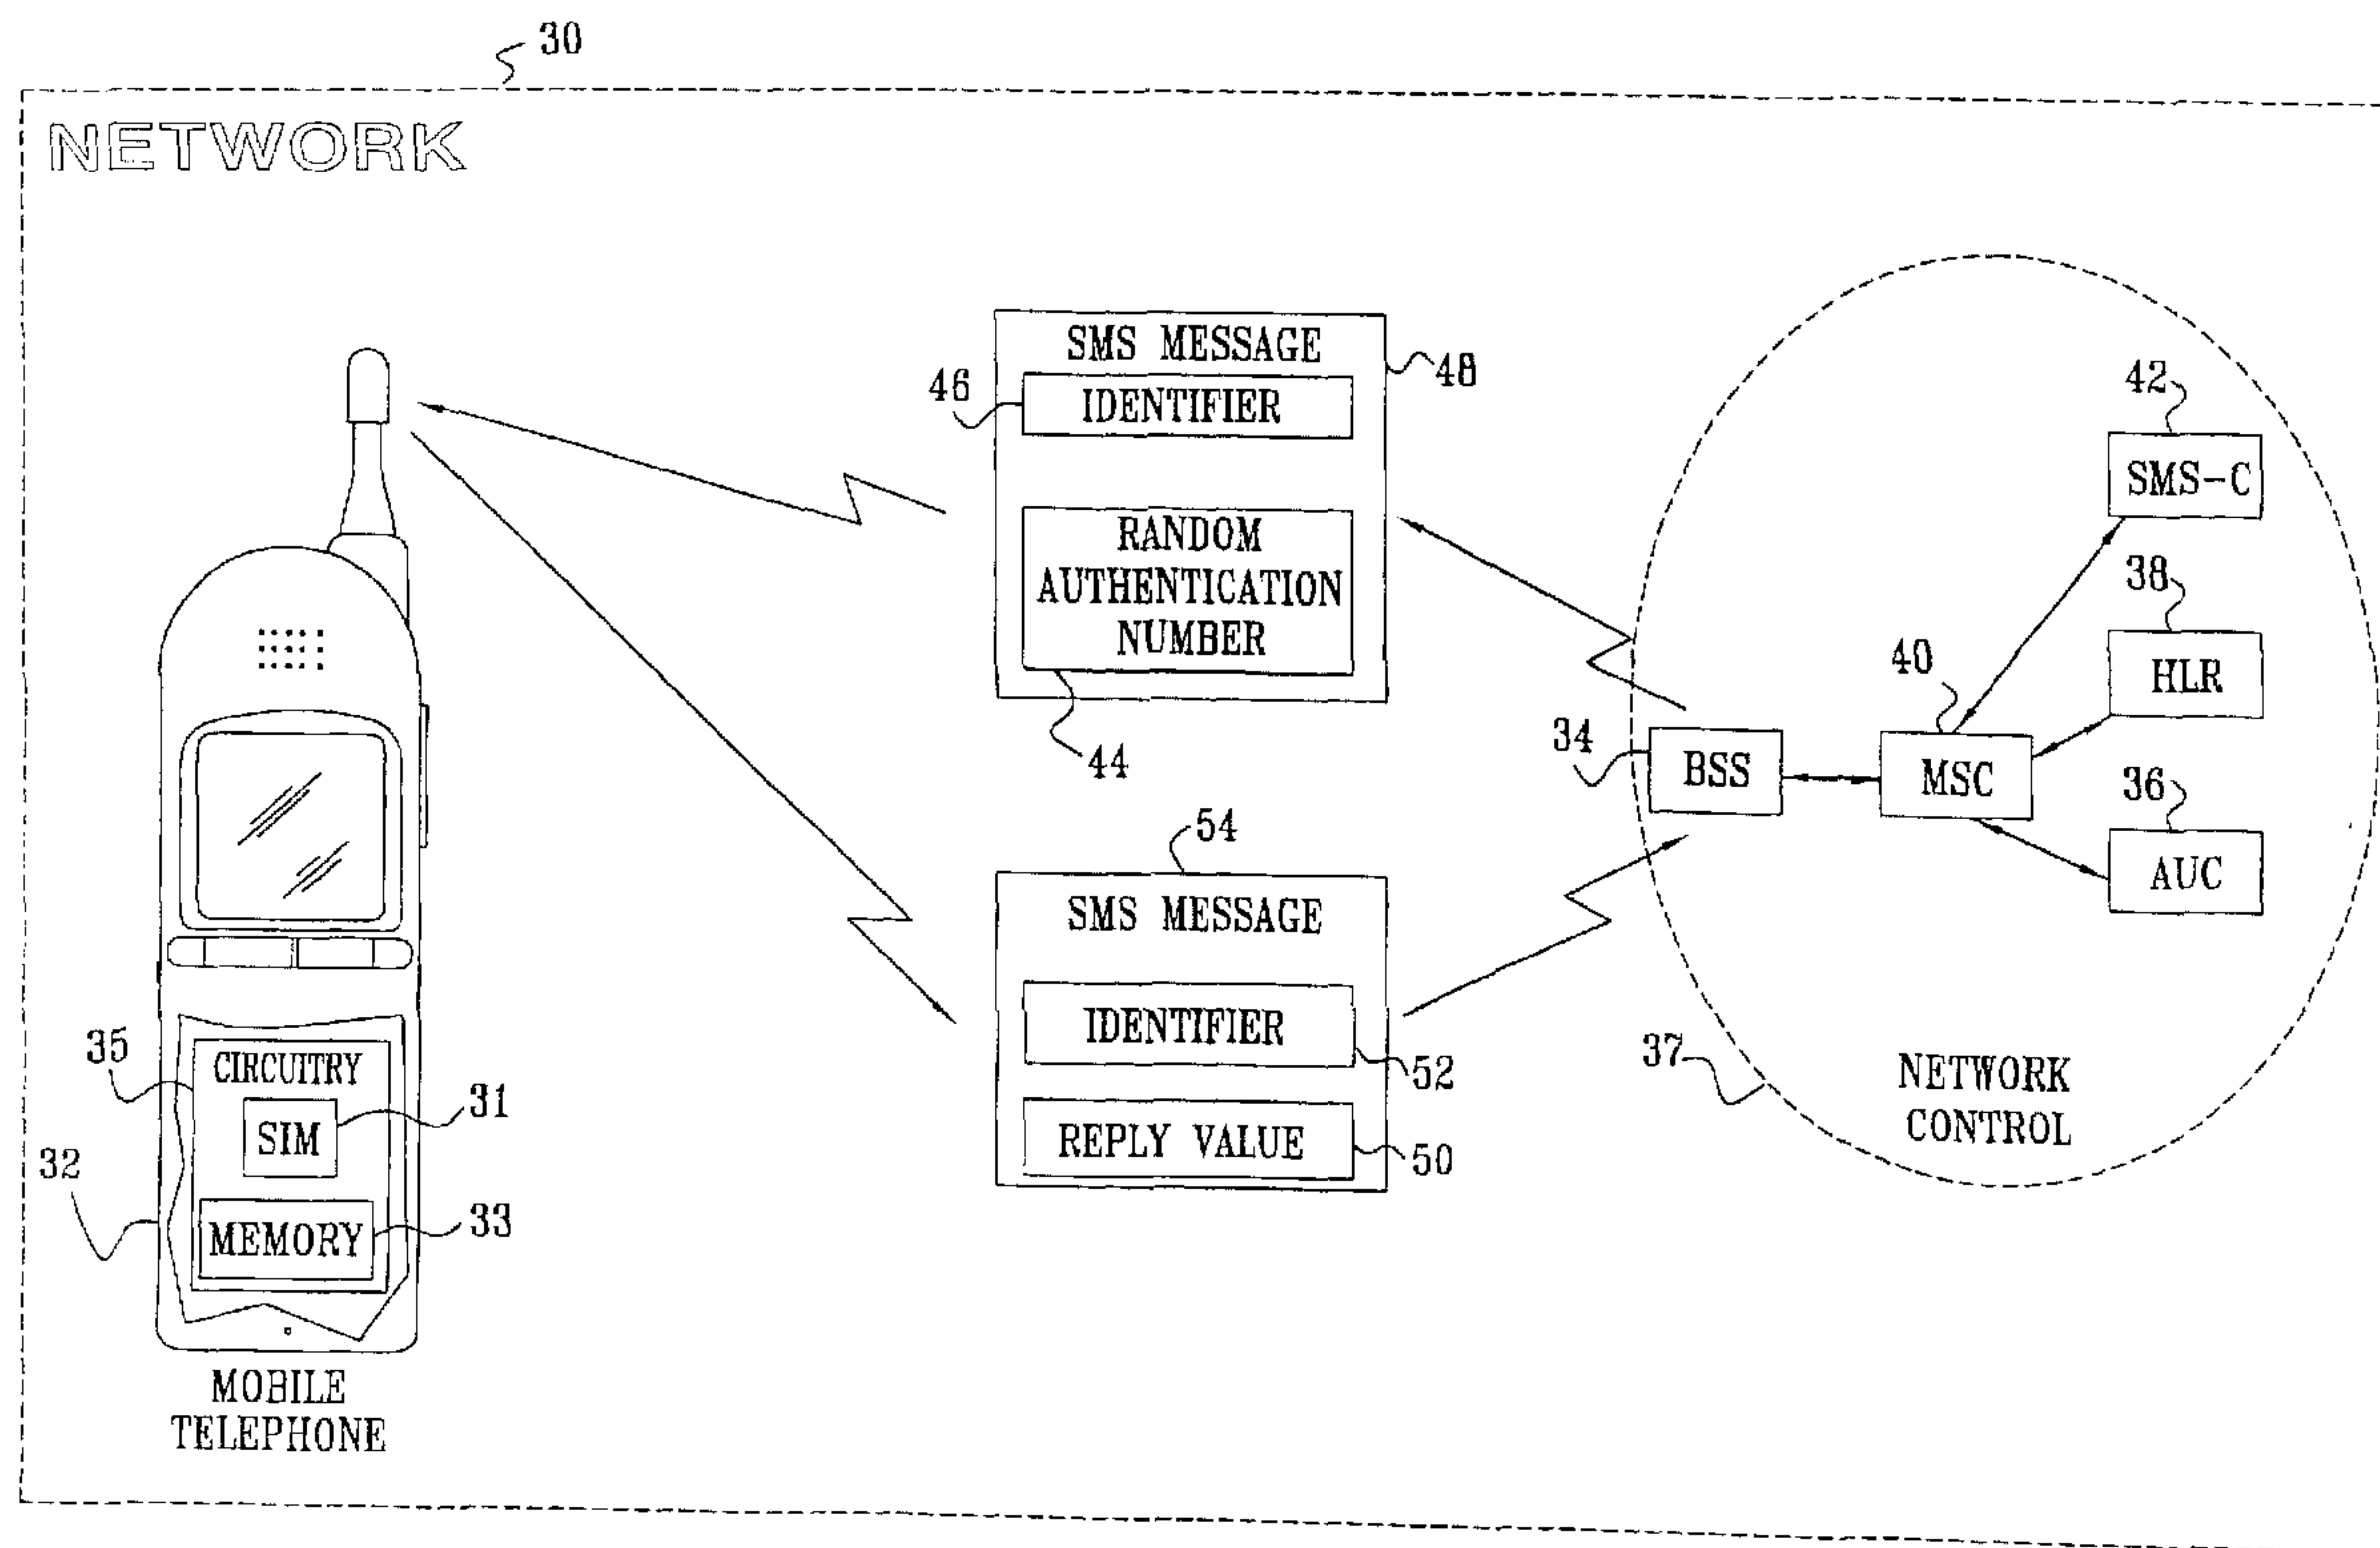 30
NETWORK
SMS MESSAGE
48
46
IDENTIFIER
RANDOM
AUTHENTICATION
NUMBER
44
42
SMS-C
38
HLR
40
34
BSS
MSC
36
AUC
54
SMS MESSAGE
IDENTIFIER
52
REPLY VALUE
50
37
NETWORK
CONTROL
35
CIRCUITRY
31
SIM
32
33
MEMORY
MOBILE
TELEPHONE